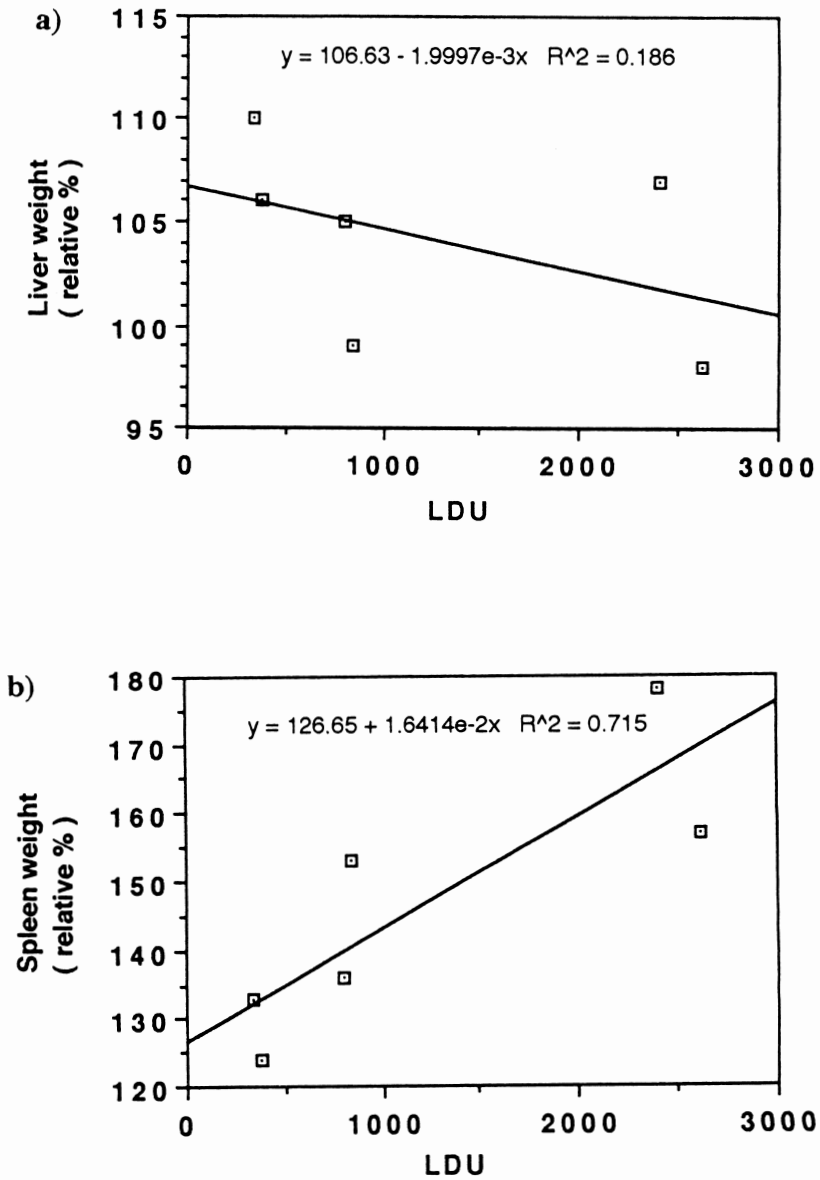 a)
115
y = 106.63 - 1.9997e-3x R^2 = 0.186
110
105
100
95
Liver weight
( relative % )
0 1000 2000 3000
LDU
b)
180
y = 126.65 + 1.6414e-2x R^2 = 0.715
170
160
150
140
130
120
Spleen weight
( relative % )
0 1000 2000 3000
LDU